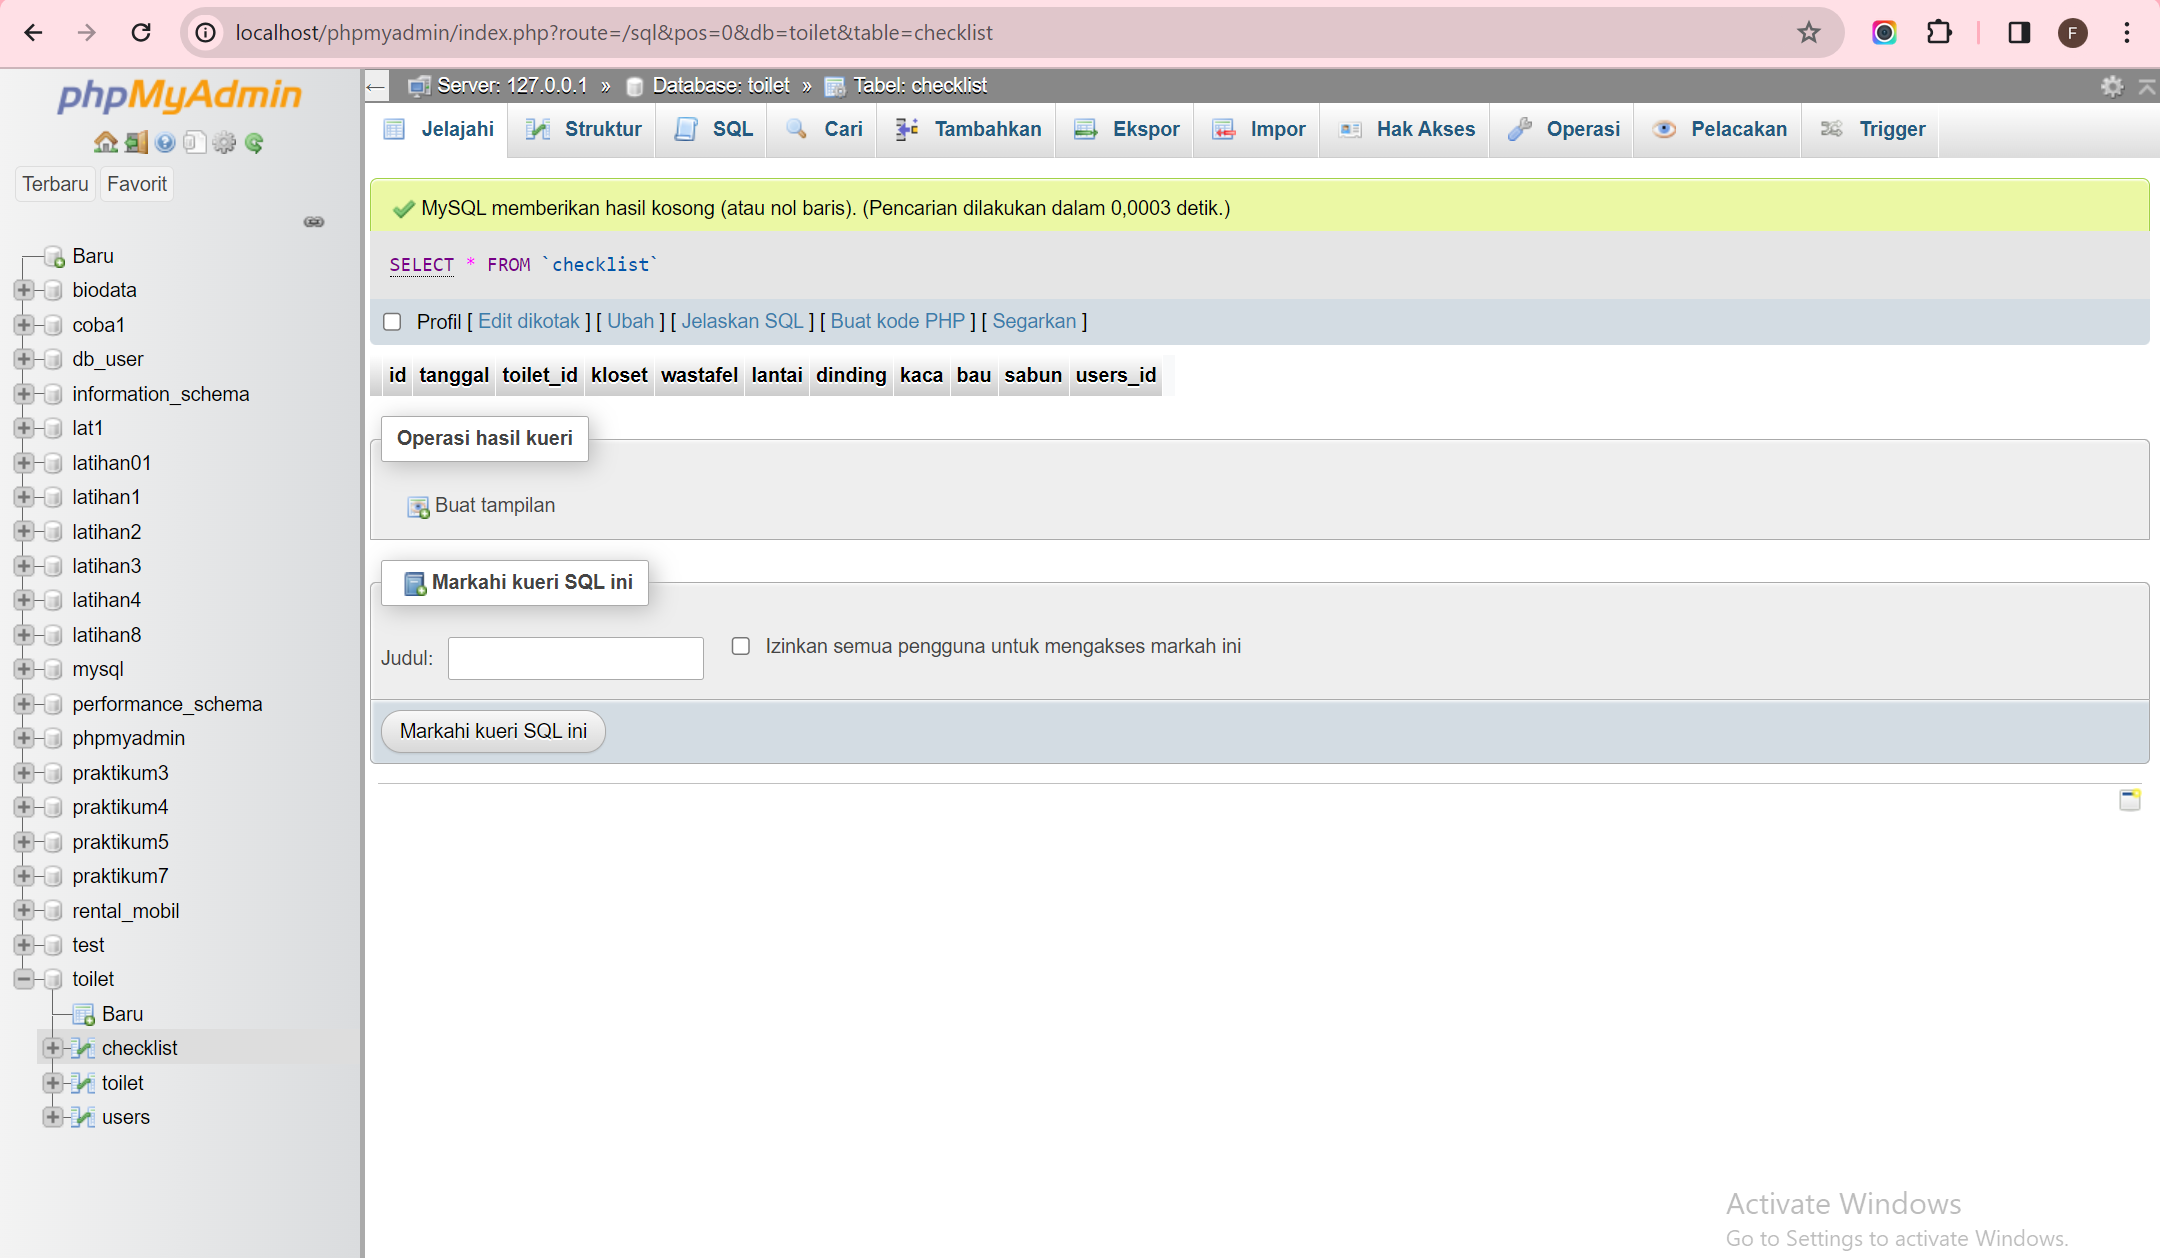 localhost/phpmyadmin/index.php?route=/sql&pos=0&db=toilet&table=checklist
F
phpMyAdmin
Terbaru Favorit
Baru
biodata
coba1
db_user
information_schema
lat1
latihan01
latihan1
latihan2
latihan3
latihan4
latihan8
mysql
performance_schema
phpmyadmin
praktikum3
praktikum4
praktikum5
praktikum7
rental_mobil
test
toilet
Baru
checklist
toilet
users
Server: 127.0.0.1 » Database: toilet » Tabel: checklist
Jelajahi Struktur SQL Cari Tambahkan Ekspor Impor Hak Akses Operasi Pelacakan Trigger
MySQL memberikan hasil kosong (atau nol baris). (Pencarian dilakukan dalam 0,0003 detik.)
SELECT * FROM `checklist`
Profil [ Edit dikotak ] [ Ubah ] [ Jelaskan SQL ] [ Buat kode PHP ] [ Segarkan ]
id tanggal toilet_id kloset wastafel lantai dinding kaca bau sabun users_id
Operasi hasil kueri
Buat tampilan
Markahi kueri SQL ini
Judul: Izinkan semua pengguna untuk mengakses markah ini
Markahi kueri SQL ini
Activate Windows
Go to Settings to activate Windows.